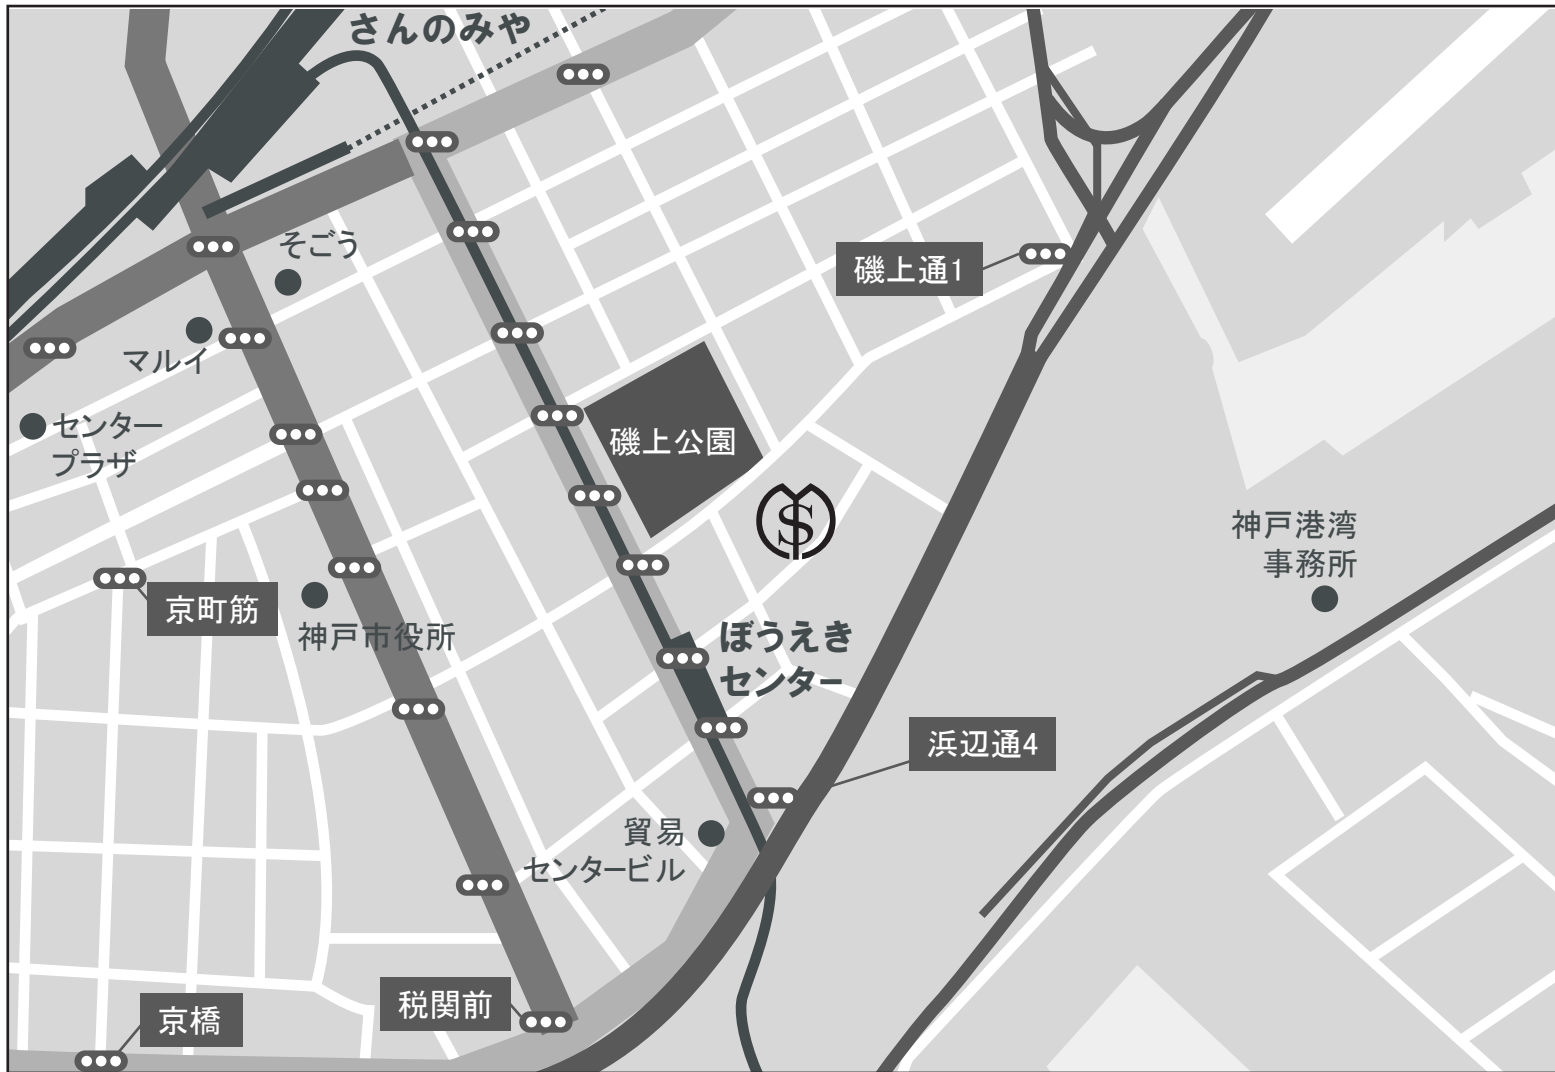 さんのみや
そごう
磯上通1
マルイ
センター
プラザ
磯上公園
神戸港湾
事務所
京町筋
神戸市役所
ぼうえき
センター
浜辺通4
貿易
センタービル
税関前
京橋